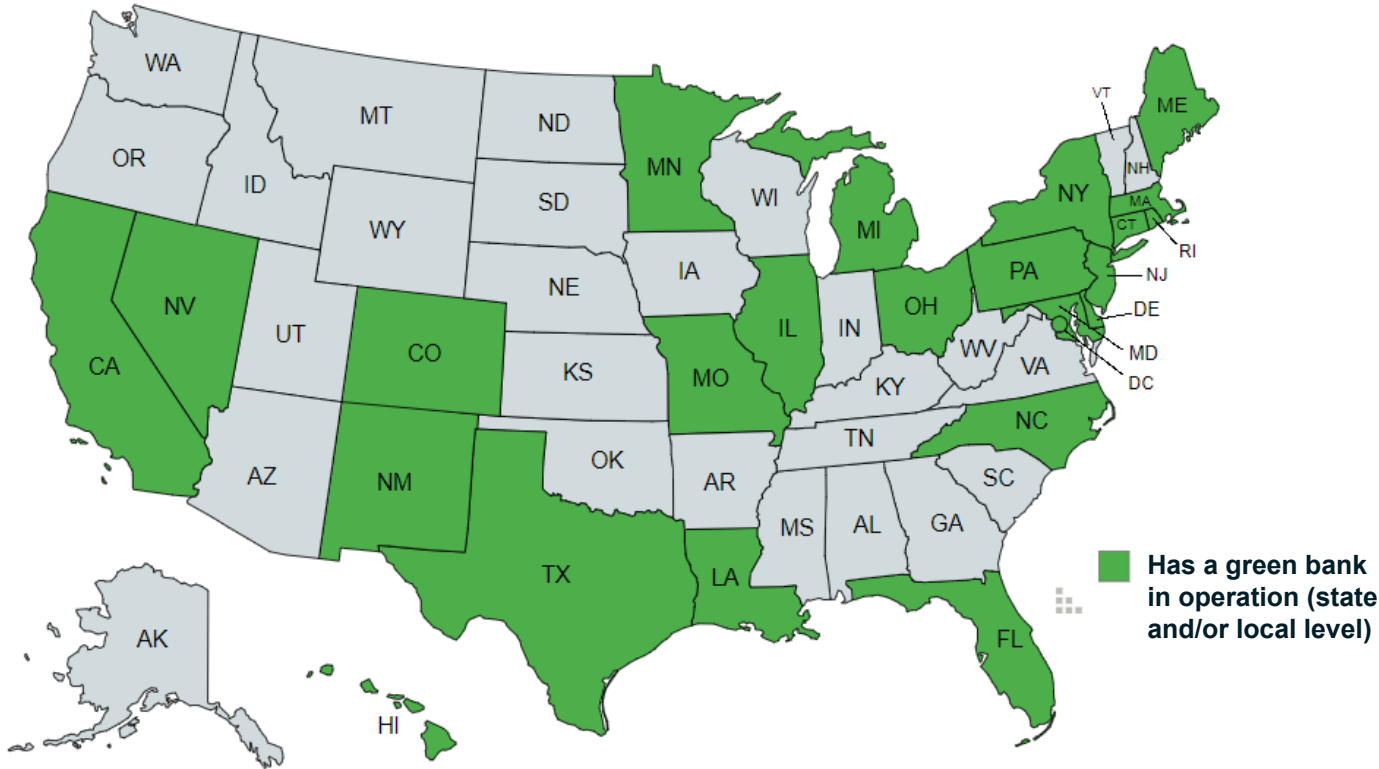 WA
MT
ND
MN
VT
ME
OR
ID
SD
WI
NH
WY
MI
NY
MA
CT
RI
IA
PA
NJ
NE
NV
OH
DE
UT
IL
IN
CO
WV
MD
CA
KS
MO
KY
VA
DC
NC
TN
AZ
NM
OK
AR
SC
MS
AL
GA
TX
LA
Has a green bank
in operation (state
and/or local level)
AK
FL
HI